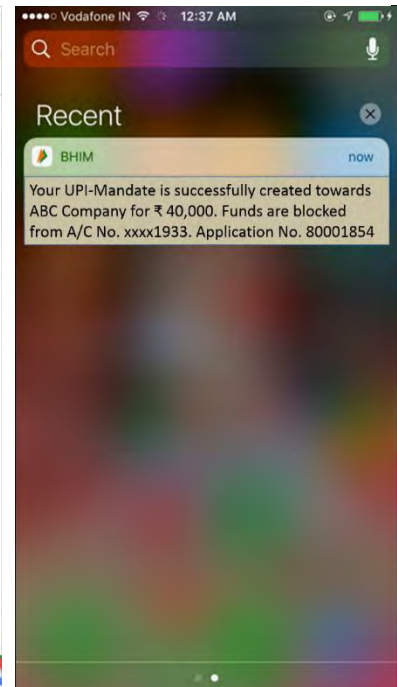 Vodafone IN 12:37 AM
Search
Recent
BHIM now
Your UPI-Mandate is successfully created towards
ABC Company for ₹ 40,000. Funds are blocked
from A/C No. xxxx1933. Application No. 80001854